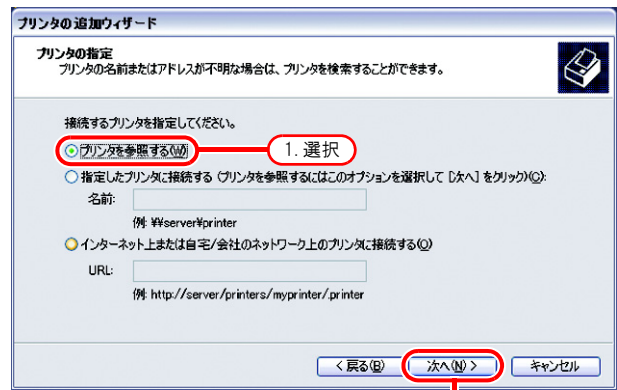 プリンタの追加ウィザード
プリンタの指定
プリンタの名前またはアドレスが不明な場合は、プリンタを検索することができます。
接続するプリンタを指定してください。
プリンタを参照する(W)
1. 選択
指定したプリンタに接続する (プリンタを参照するにはこのオプションを選択して [次へ] をクリック)(C):
名前:
例: ¥¥server¥printer
インターネット上または自宅/会社のネットワーク上のプリンタに接続する(O)
URL:
例: http://server/printers/myprinter/.printer
< 戻る(B)
次へ(N) >
キャンセル